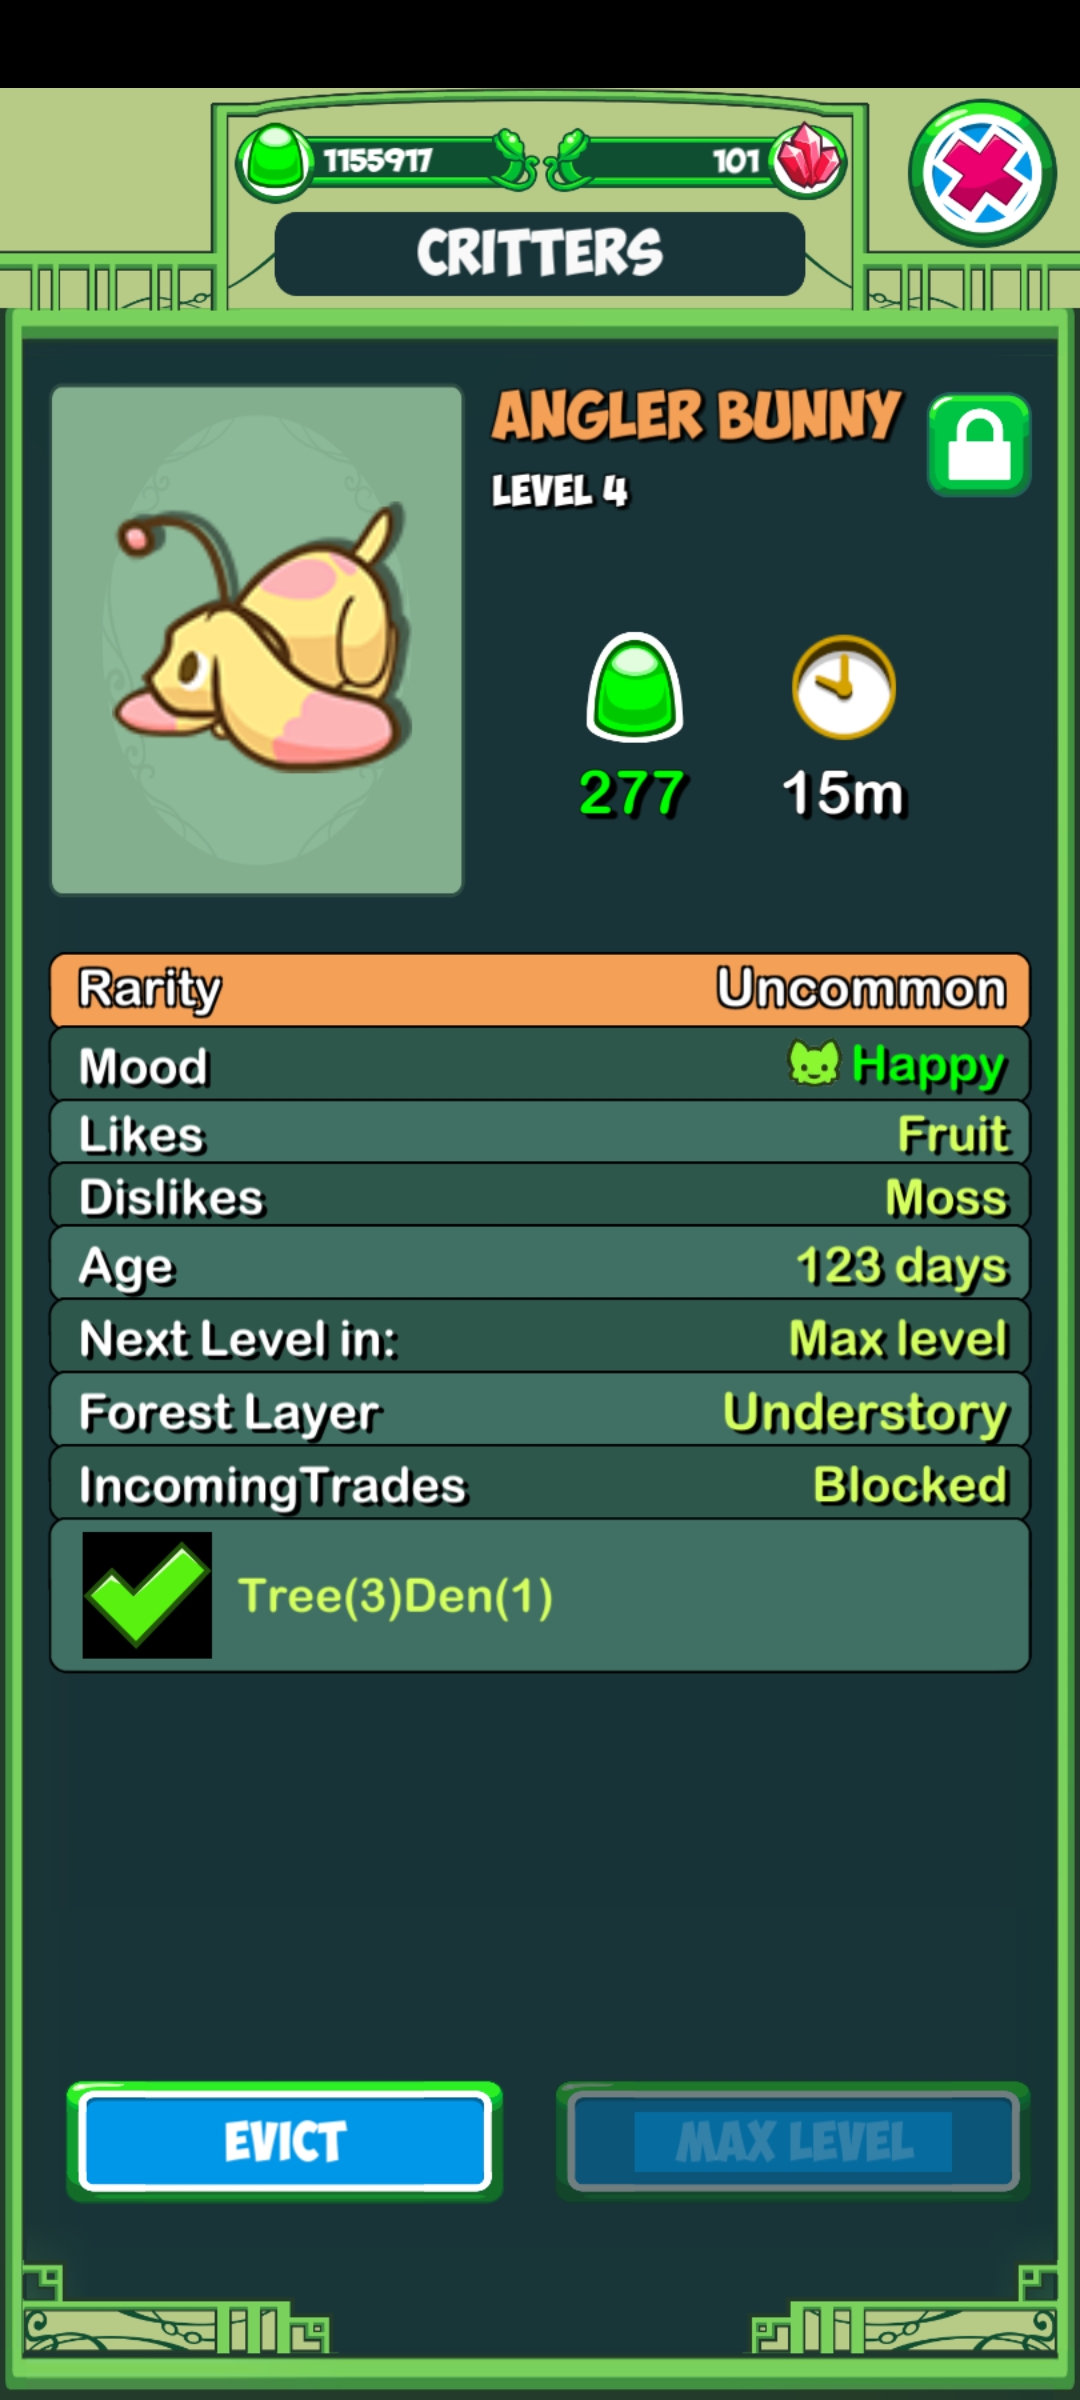 1155917 101
CRITTERS
ANGLER BUNNY
LEVEL 4
277 15m
Rarity Uncommon
Mood Happy
Likes Fruit
Dislikes Moss
Age 123 days
Next Level in: Max level
Forest Layer Understory
IncomingTrades Blocked
Tree(3)Den(1)
EVICT MAX LEVEL